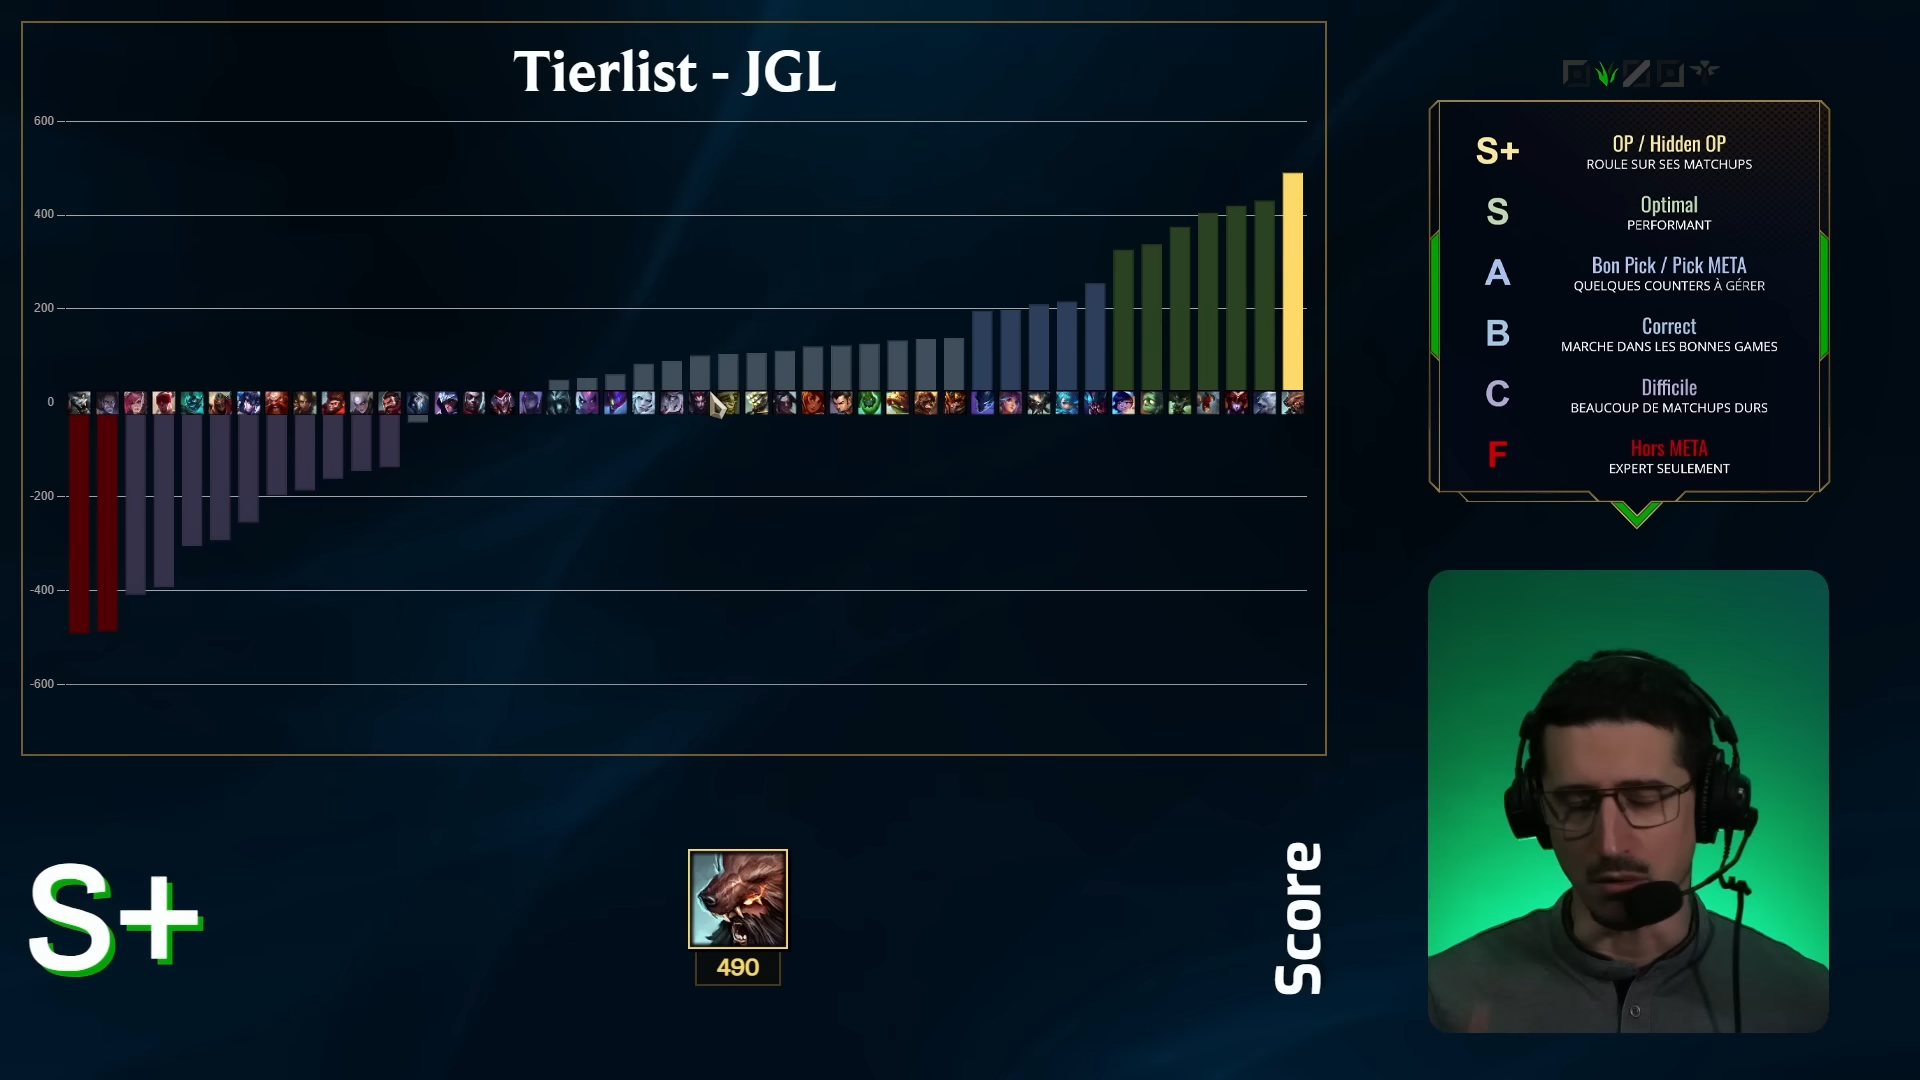 Tierlist - JGL
600
400
200
0
-200
-400
-600
S+
OP / Hidden OP
ROULE SUR SES MATCHUPS
S
Optimal
PERFORMANT
A
Bon Pick / Pick META
QUELQUES COUNTERS À GÉRER
B
Correct
MARCHE DANS LES BONNES GAMES
C
Difficile
BEAUCOUP DE MATCHUPS DURS
F
Hors META
EXPERT SEULEMENT
S+
490
Score